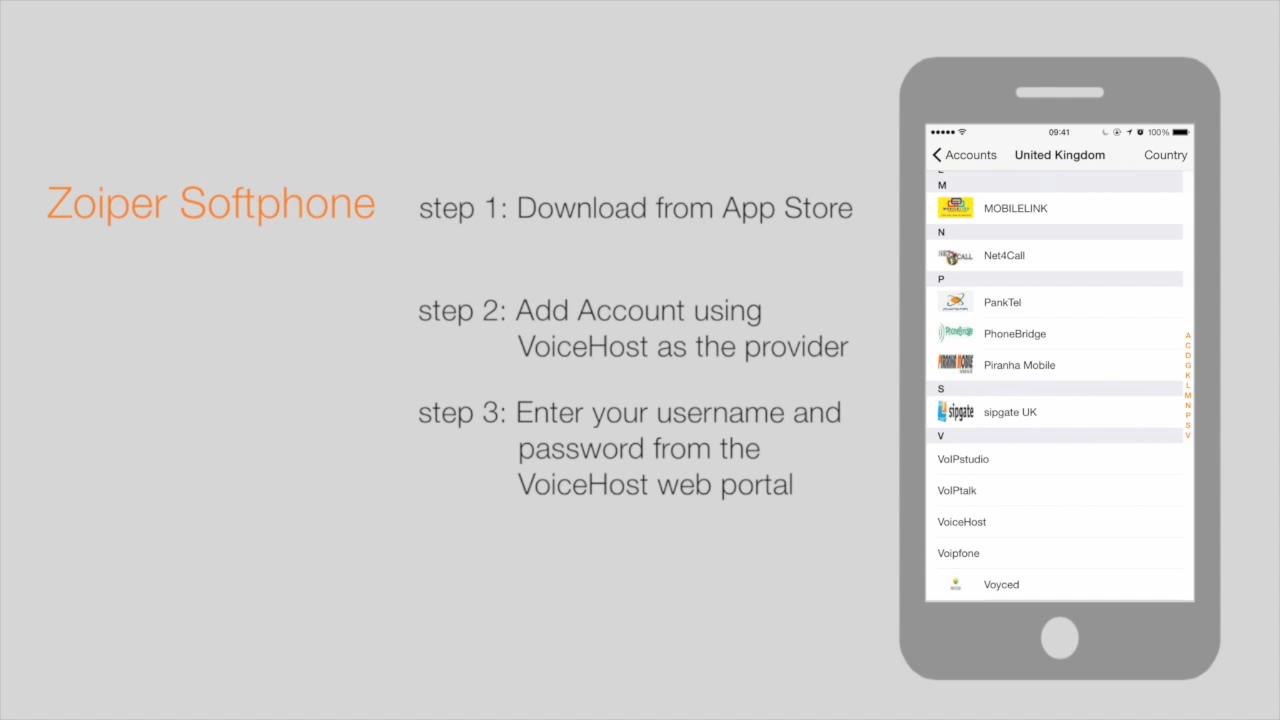 Zoiper Softphone
step 1: Download from App Store
step 2: Add Account using
VoiceHost as the provider
step 3: Enter your username and
password from the
VoiceHost web portal
09:41
100%
Accounts
United Kingdom
Country
M
MOBILELINK
N
Net4Call
P
PankTel
PhoneBridge
PhoneBridge
Piranha Mobile
S
sipgate
sipgate UK
V
VoIPstudio
VoIPtalk
VoiceHost
Voipfone
Voyced
A
C
D
G
K
L
M
N
P
S
V